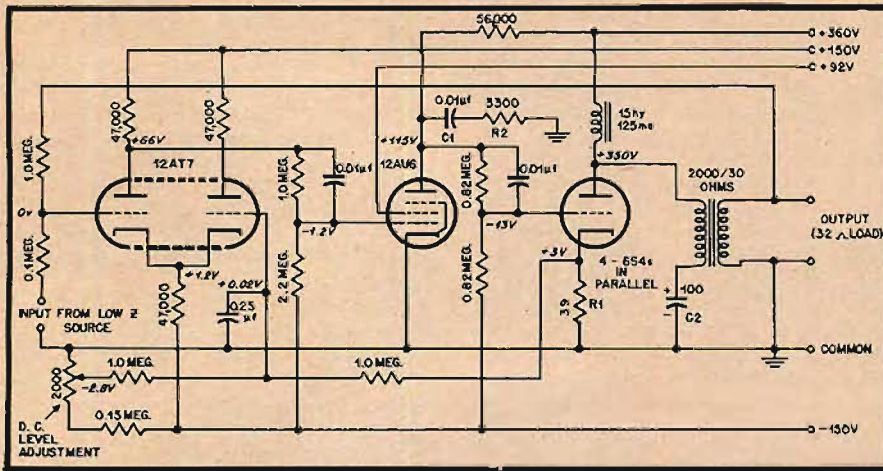 56,000
+360V
+150V
+92V
47,000
47,000
+66V
1.0 MEG.
12AT7
0V
0.1 MEG.
INPUT FROM LOW Z
SOURCE
47,000
1.2V
+0.02V
0.25
µf
1.0 MEG.
0.01µf
-1.2V
2.2 MEG.
+115V
12AU6
0.01µf
C1
3300
R2
0.82 MEG.
0.01µf
-13V
0.82 MEG.
15hy
125ma
+350V
+3V
4 - 6S4s
IN
PARALLEL
39
R1
2000/30
OHMS
100
C2
OUTPUT
(32 Ω LOAD)
COMMON
2000
-2.8V
1.0 MEG.
1.0 MEG.
0.15 MEG.
D. C.
LEVEL
ADJUSTMENT
-150V